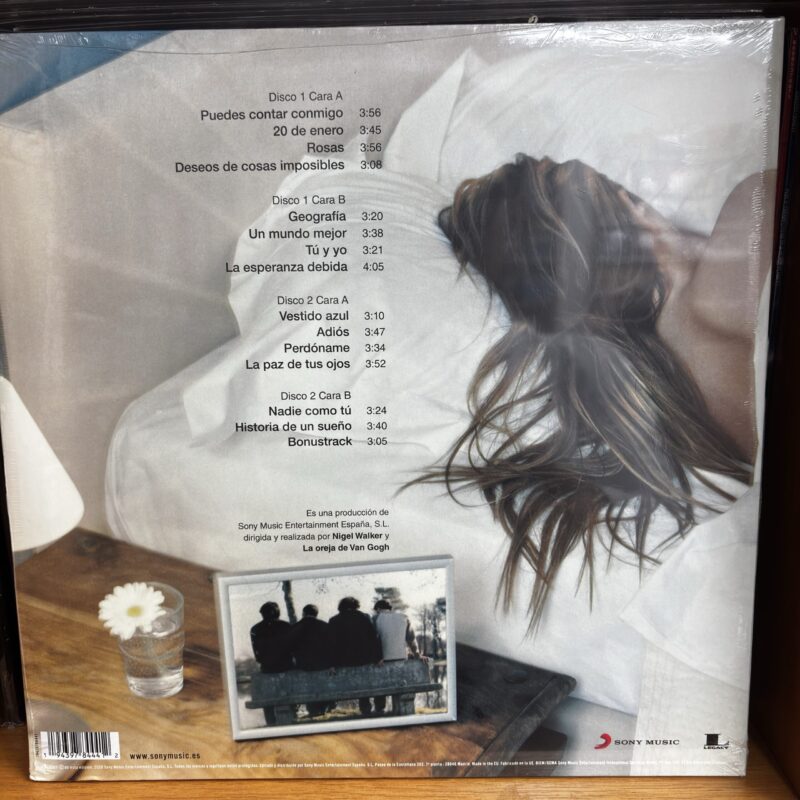 Disco 1 Cara A
Puedes contar conmigo 3:56
20 de enero 3:45
Rosas 3:56
Deseos de cosas imposibles 3:08
Disco 1 Cara B
Geografía 3:20
Un mundo mejor 3:38
Tú y yo 3:21
La esperanza debida 4:05
Disco 2 Cara A
Vestido azul 3:10
Adiós 3:47
Perdóname 3:34
La paz de tus ojos 3:52
Disco 2 Cara B
Nadie como tú 3:24
Historia de un sueño 3:40
Bonustrack 3:05
Es una producción de
Sony Music Entertainment España, S.L.
dirigida y realizada por Nigel Walker y
La oreja de Van Gogh
1 94397 84441 2
www.sonymusic.es
SONY MUSIC
L
LEGACY